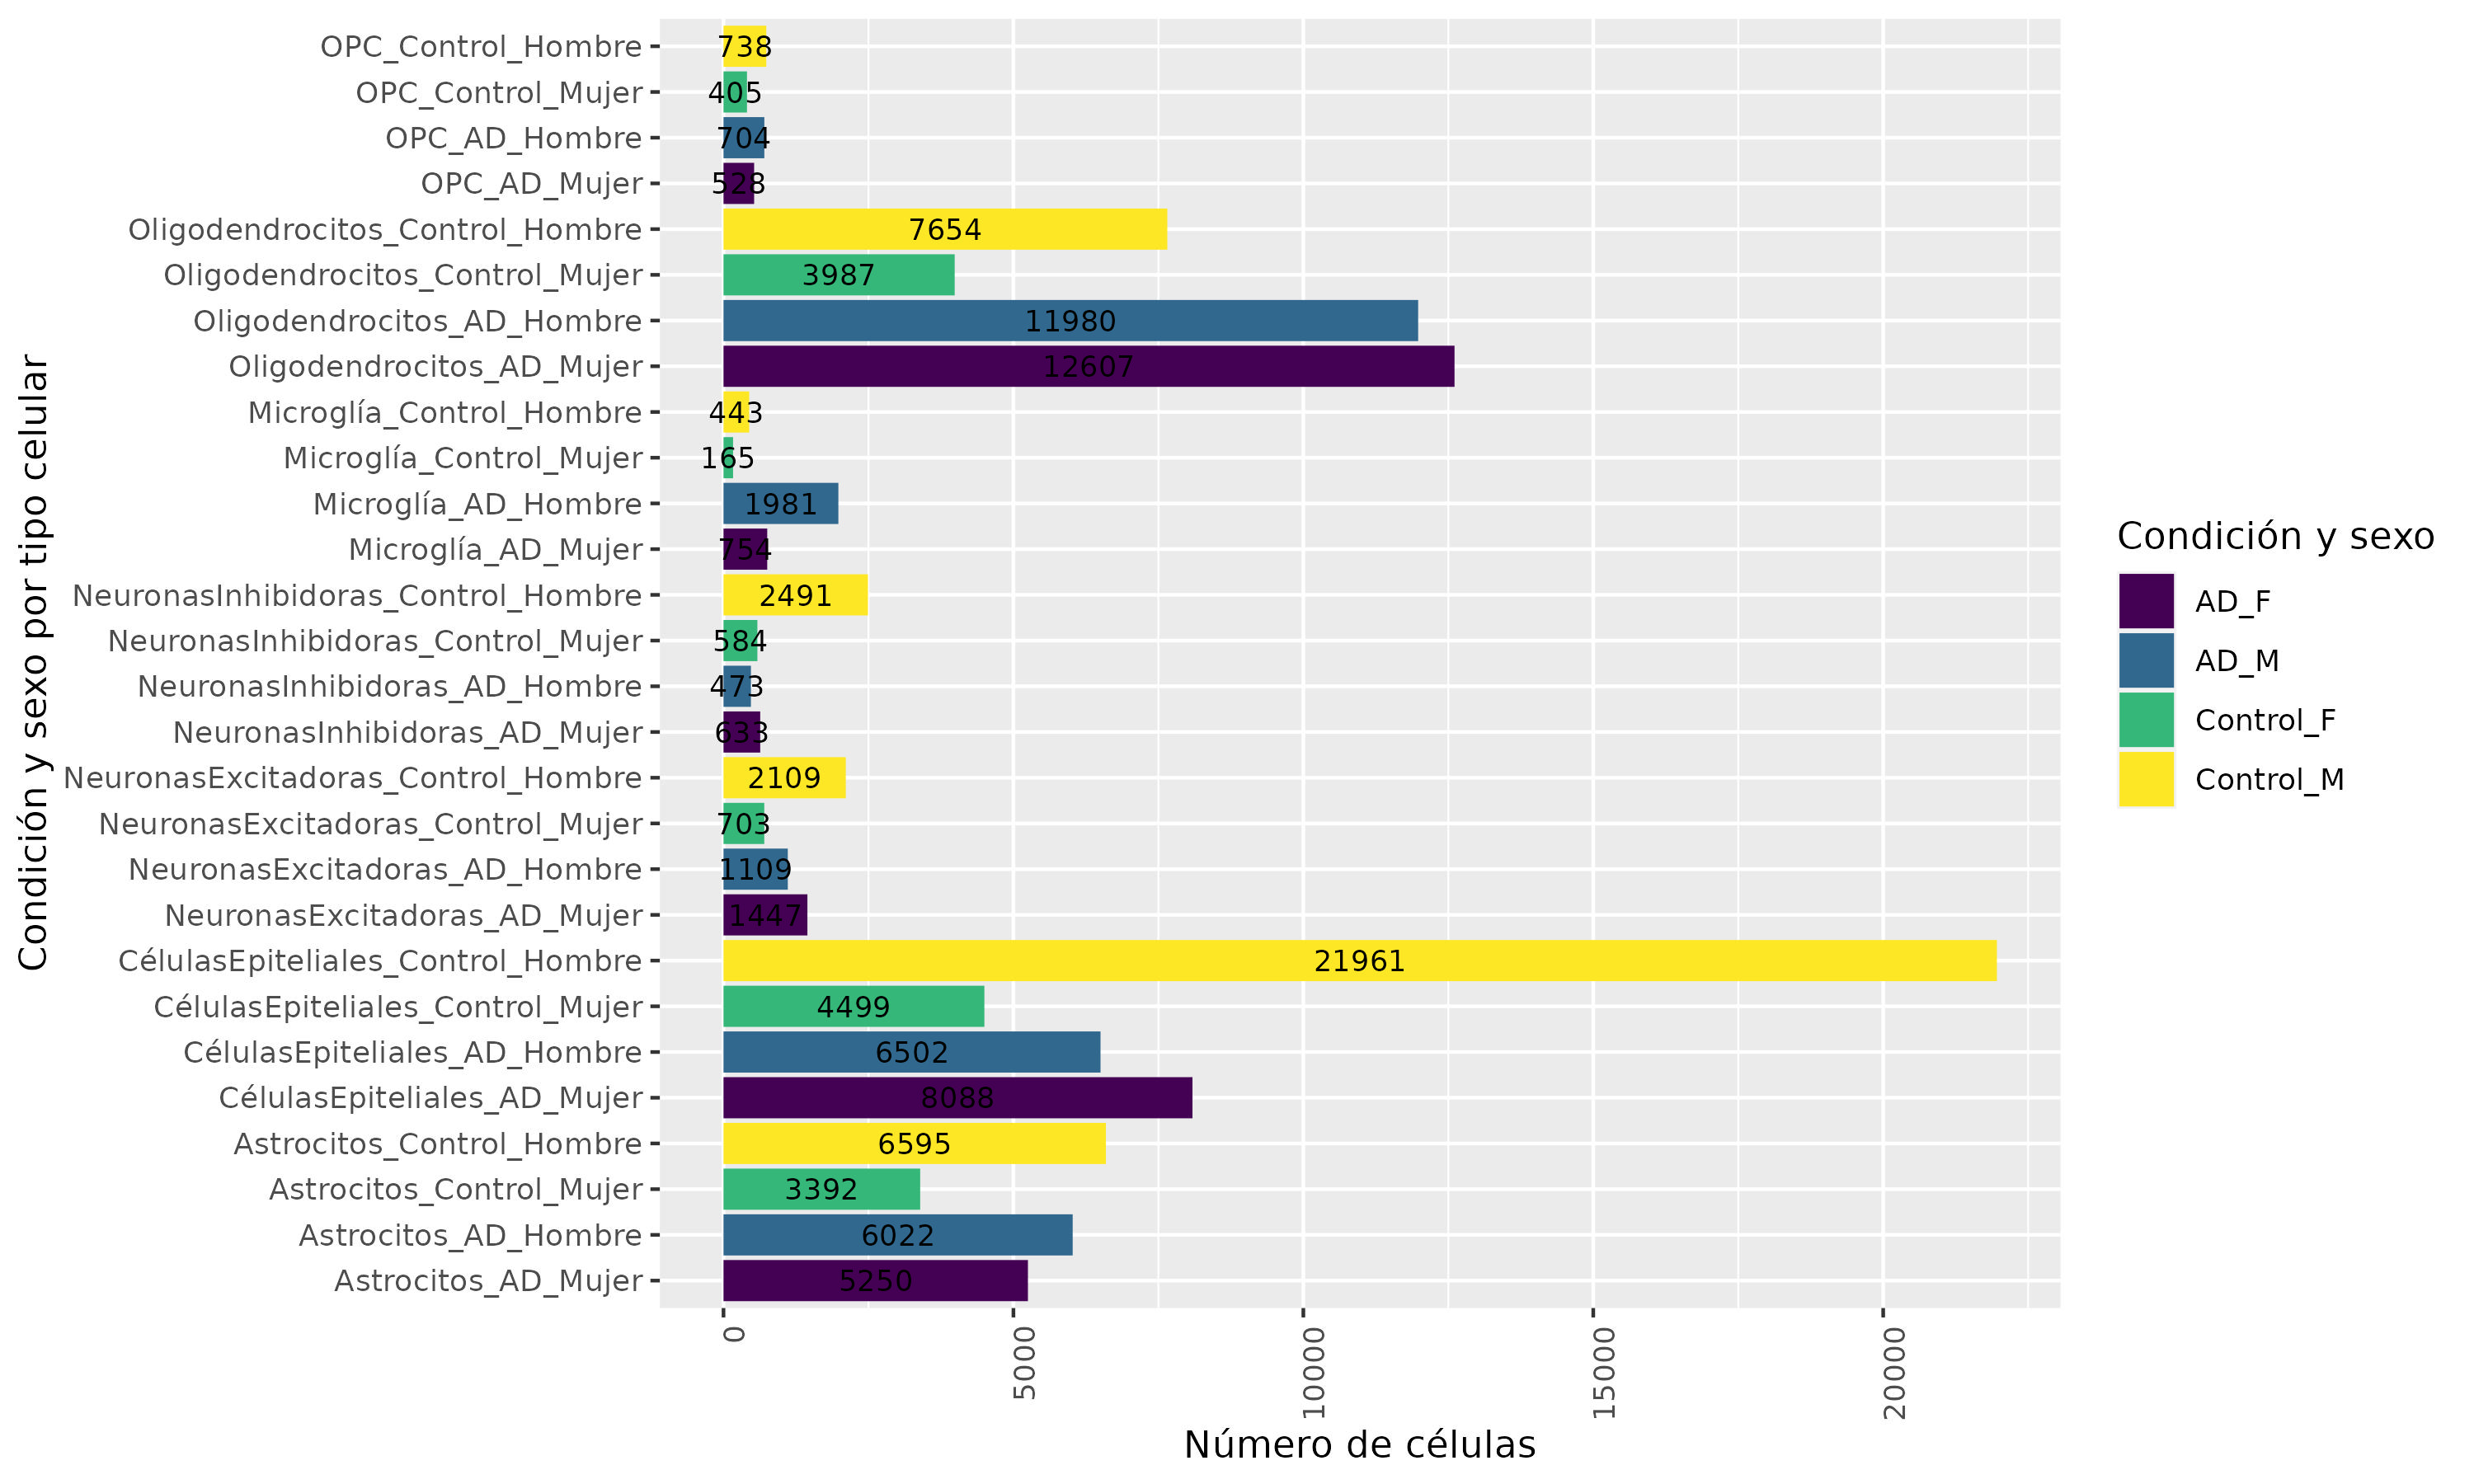 Condición y sexo por tipo celular
OPC_Control_Hombre 738
OPC_Control_Mujer 405
OPC_AD_Hombre 704
OPC_AD_Mujer 528
Oligodendrocitos_Control_Hombre 7654
Oligodendrocitos_Control_Mujer 3987
Oligodendrocitos_AD_Hombre 11980
Oligodendrocitos_AD_Mujer 12607
Microglía_Control_Hombre 443
Microglía_Control_Mujer 165
Microglía_AD_Hombre 1981
Microglía_AD_Mujer 754
NeuronasInhibidoras_Control_Hombre 2491
NeuronasInhibidoras_Control_Mujer 584
NeuronasInhibidoras_AD_Hombre 473
NeuronasInhibidoras_AD_Mujer 633
NeuronasExcitadoras_Control_Hombre 2109
NeuronasExcitadoras_Control_Mujer 703
NeuronasExcitadoras_AD_Hombre 1109
NeuronasExcitadoras_AD_Mujer 1447
CélulasEpiteliales_Control_Hombre 21961
CélulasEpiteliales_Control_Mujer 4499
CélulasEpiteliales_AD_Hombre 6502
CélulasEpiteliales_AD_Mujer 8088
Astrocitos_Control_Hombre 6595
Astrocitos_Control_Mujer 3392
Astrocitos_AD_Hombre 6022
Astrocitos_AD_Mujer 5250
0 5000 10000 15000 20000
Número de células
Condición y sexo
AD_F
AD_M
Control_F
Control_M